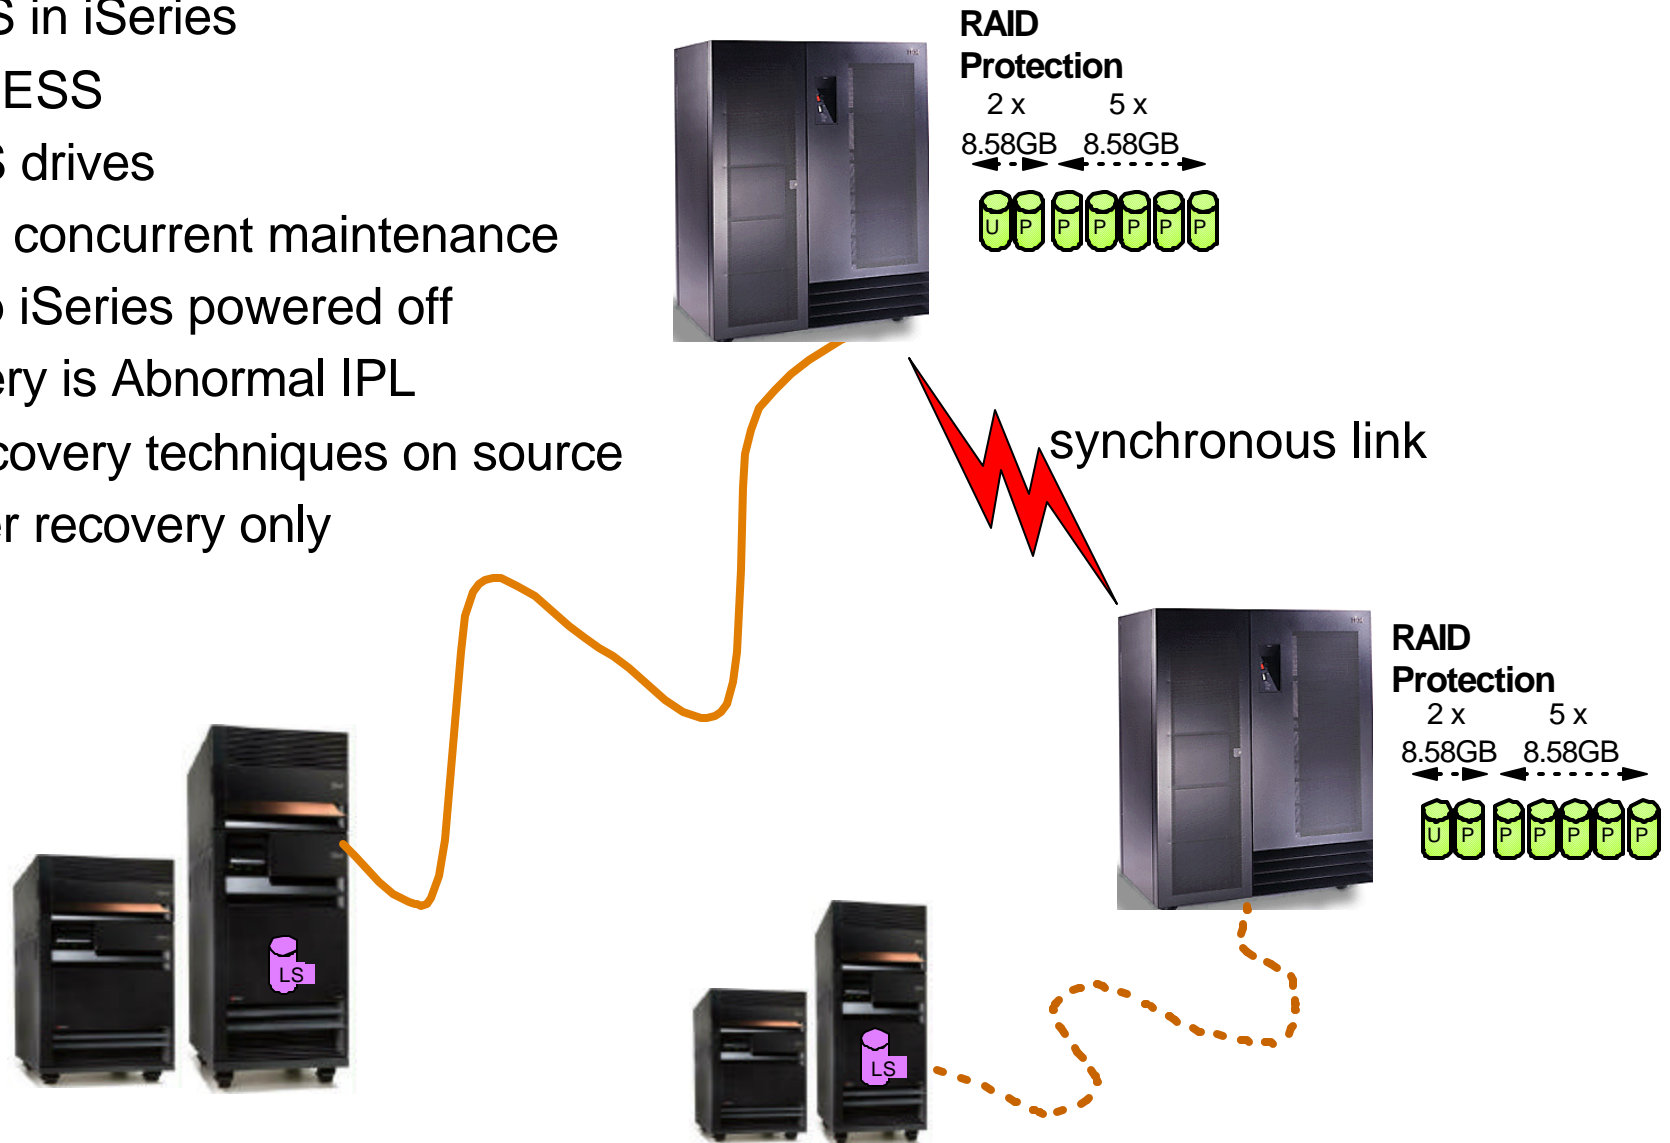 S in iSeries
ESS
S drives
concurrent maintenance
o iSeries powered off
ery is Abnormal IPL
covery techniques on source
er recovery only
RAID
Protection
2 x 5 x
8.58GB 8.58GB
U P P P P P P
synchronous link
RAID
Protection
2 x 5 x
8.58GB 8.58GB
U P P P P P P
LS
LS